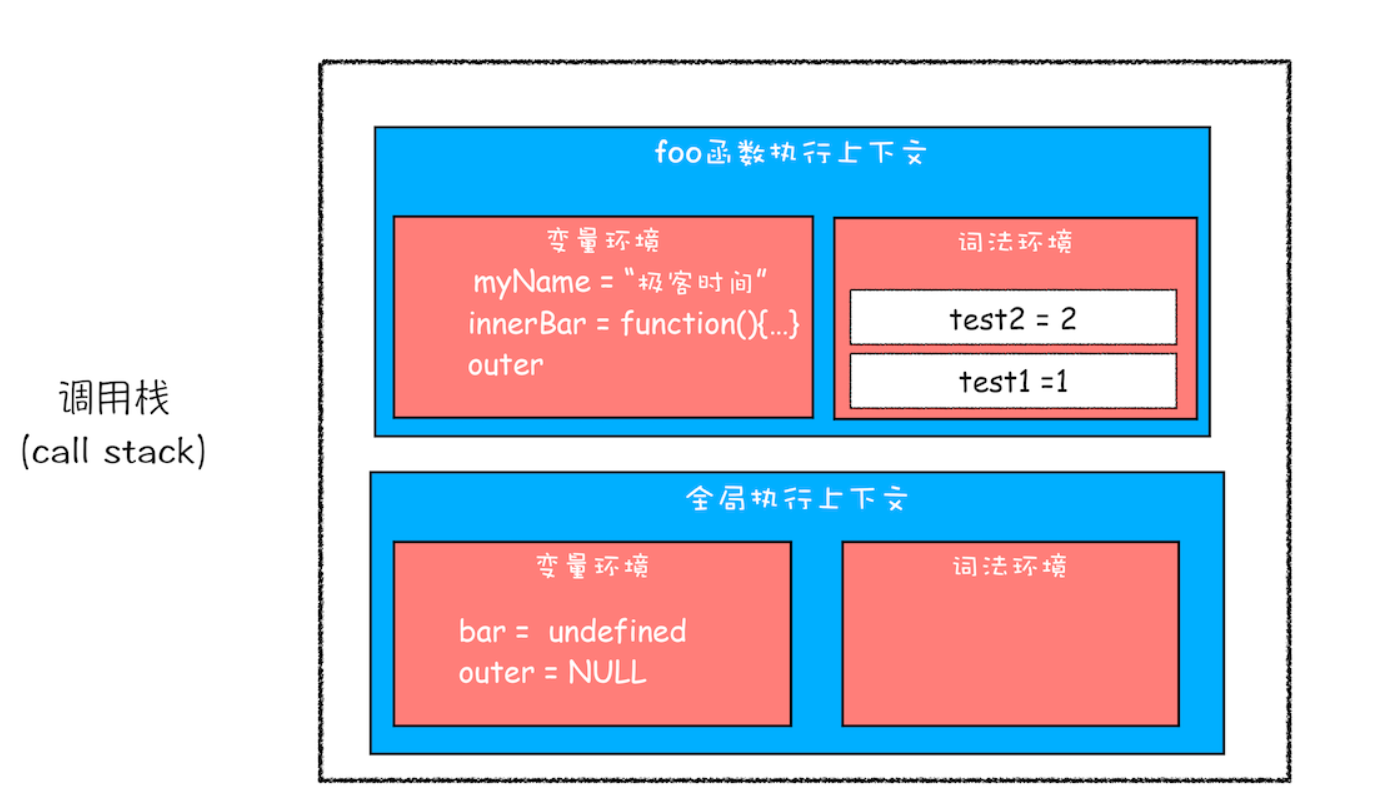 调用栈
(call stack)
foo函数执行上下文
变量环境
myName = “极客时间”
innerBar = function(){...}
outer
词法环境
test2 = 2
test1 =1
全局执行上下文
变量环境
bar = undefined
outer = NULL
词法环境